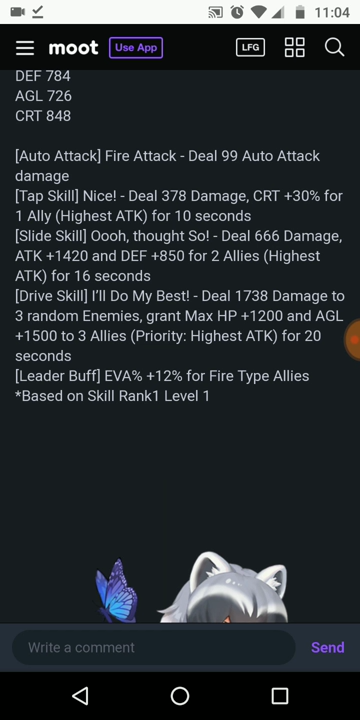 11:04
moot
Use App
LFG
DEF 784
AGL 726
CRT 848
[Auto Attack] Fire Attack - Deal 99 Auto Attack
damage
[Tap Skill] Nice! - Deal 378 Damage, CRT +30% for
1 Ally (Highest ATK) for 10 seconds
[Slide Skill] Oooh, thought So! - Deal 666 Damage,
ATK +1420 and DEF +850 for 2 Allies (Highest
ATK) for 16 seconds
[Drive Skill] I'll Do My Best! - Deal 1738 Damage to
3 random Enemies, grant Max HP +1200 and AGL
+1500 to 3 Allies (Priority: Highest ATK) for 20
seconds
[Leader Buff] EVA% +12% for Fire Type Allies
*Based on Skill Rank1 Level 1
Write a comment
Send